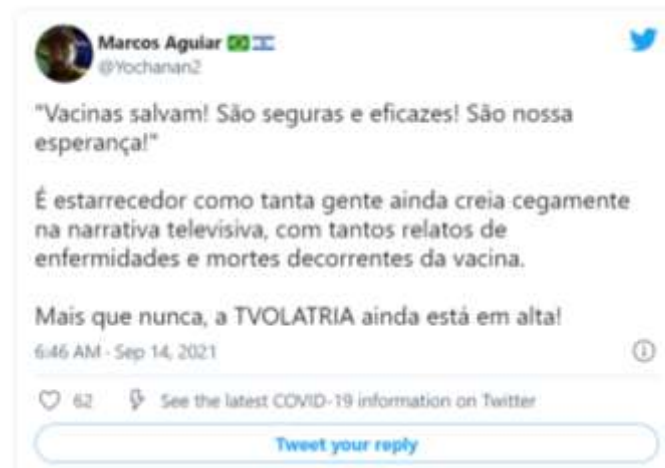 Marcos Aguiar
@Yochanan2
"Vacinas salvam! São seguras e eficazes! São nossa
esperança!"
É estarrecedor como tanta gente ainda creia cegamente
na narrativa televisiva, com tantos relatos de
enfermidades e mortes decorrentes da vacina.
Mais que nunca, a TVOLATRIA ainda está em alta!
6:46 AM · Sep 14, 2021
62 See the latest COVID-19 information on Twitter
Tweet your reply